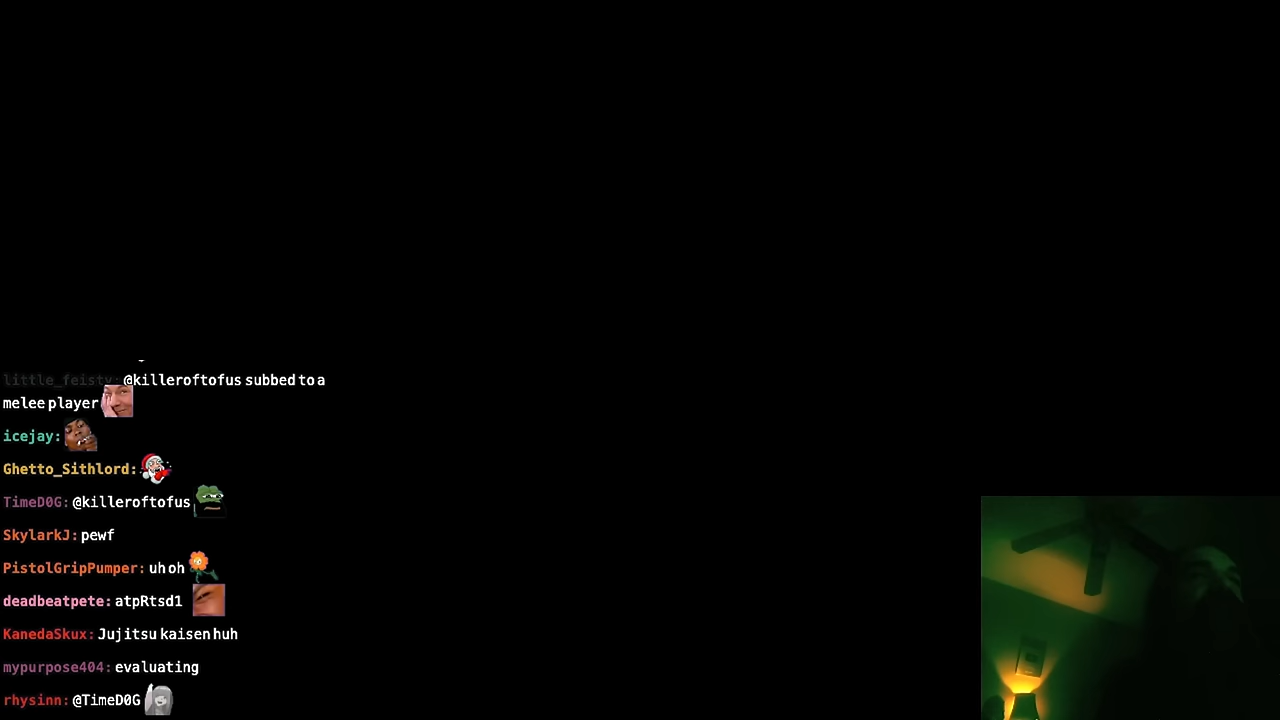 little_feisty: @killeroftofus subbed to a
melee player
icejay:
Ghetto_Sithlord:
TimeD0G: @killeroftofus
SkylarkJ: pewf
PistolGripPumper: uh oh
deadbeatpete: atpRtsd1
KanedaSkux: Jujitsu kaisen huh
mypurpose404: evaluating
rhysinn: @TimeD0G